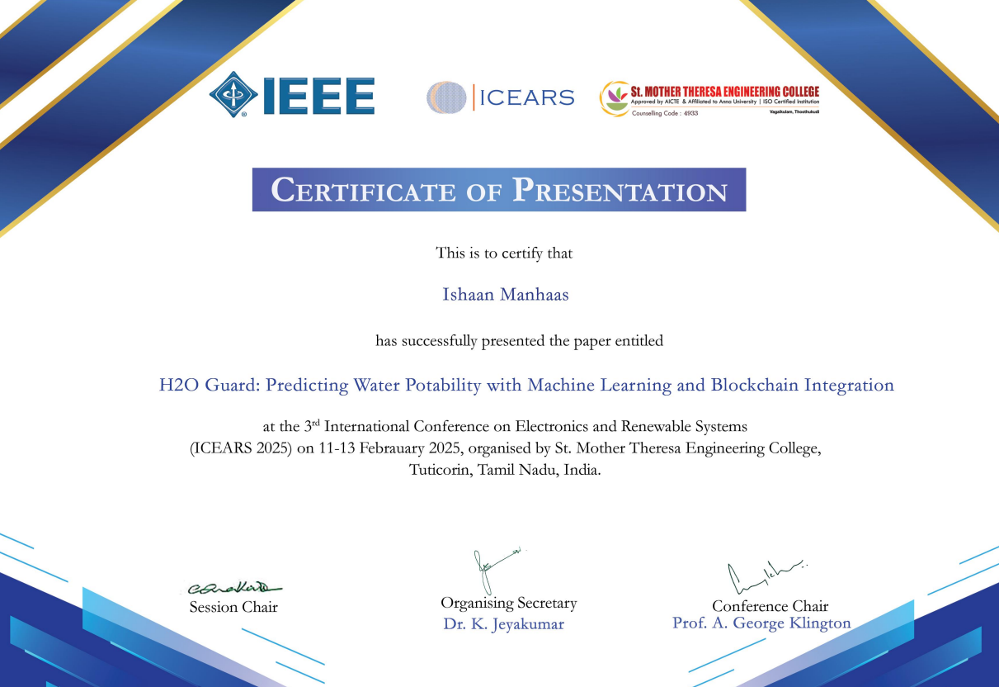 IEEE
ICEARS
St. MOTHER THERESA ENGINEERING COLLEGE
Approved by AICTE & Affiliated to Anna University | ISO Certified Institution
Counselling Code : 4933
Vagaikulam, Thoothukudi
CERTIFICATE OF PRESENTATION
This is to certify that
Ishaan Manhaas
has successfully presented the paper entitled
H2O Guard: Predicting Water Potability with Machine Learning and Blockchain Integration
at the 3rd International Conference on Electronics and Renewable Systems
(ICEARS 2025) on 11-13 Febrauary 2025, organised by St. Mother Theresa Engineering College,
Tuticorin, Tamil Nadu, India.
Session Chair
Organising Secretary
Dr. K. Jeyakumar
Conference Chair
Prof. A. George Klington